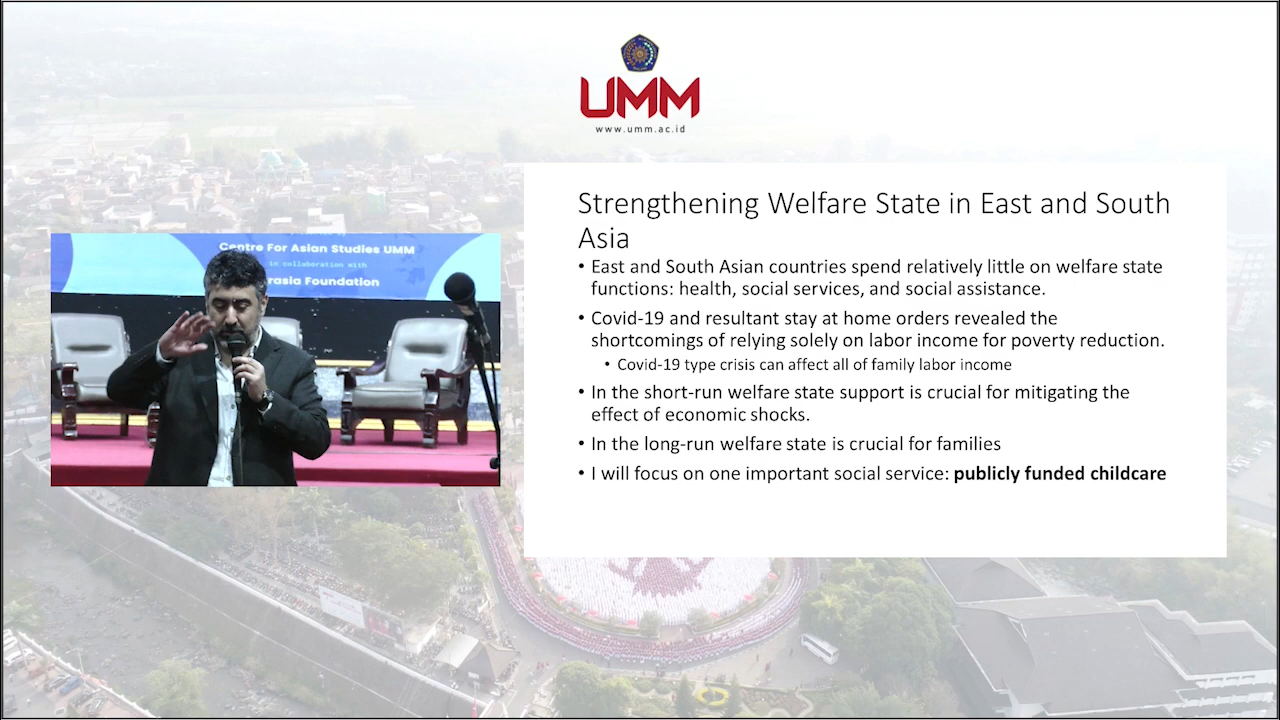 UMM
www.umm.ac.id
Strengthening Welfare State in East and South
Asia
• East and South Asian countries spend relatively little on welfare state
functions: health, social services, and social assistance.
• Covid-19 and resultant stay at home orders revealed the
shortcomings of relying solely on labor income for poverty reduction.
• Covid-19 type crisis can affect all of family labor income
• In the short-run welfare state support is crucial for mitigating the
effect of economic shocks.
• In the long-run welfare state is crucial for families
• I will focus on one important social service: publicly funded childcare
Centre For Asian Studies UMM
in collaboration with
Foundation